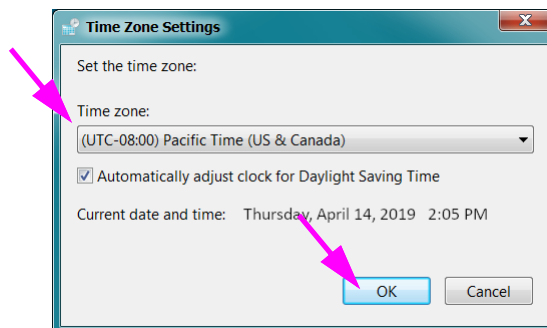 Time Zone Settings
Set the time zone:
Time zone:
(UTC-08:00) Pacific Time (US & Canada)
Automatically adjust clock for Daylight Saving Time
Current date and time: Thursday, April 14, 2019 2:05 PM
OK Cancel